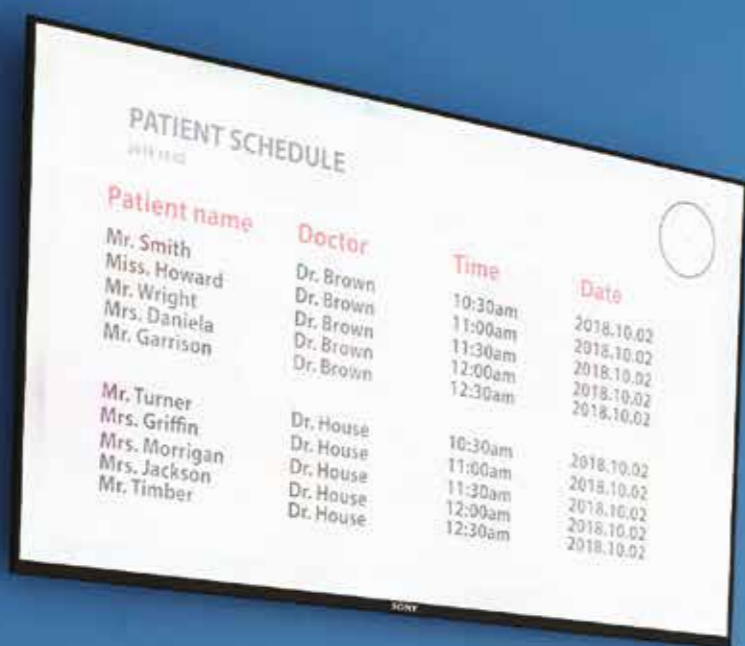 PATIENT SCHEDULE
2018.10.02
Patient name Doctor Time Date
Mr. Smith Dr. Brown 10:30am 2018.10.02
Miss. Howard Dr. Brown 11:00am 2018.10.02
Mr. Wright Dr. Brown 11:30am 2018.10.02
Mrs. Daniela Dr. Brown 12:00am 2018.10.02
Mr. Garrison Dr. Brown 12:30am 2018.10.02
Mr. Turner Dr. House 10:30am 2018.10.02
Mrs. Griffin Dr. House 11:00am 2018.10.02
Mrs. Morrigan Dr. House 11:30am 2018.10.02
Mrs. Jackson Dr. House 12:00am 2018.10.02
Mr. Timber Dr. House 12:30am 2018.10.02
SONY